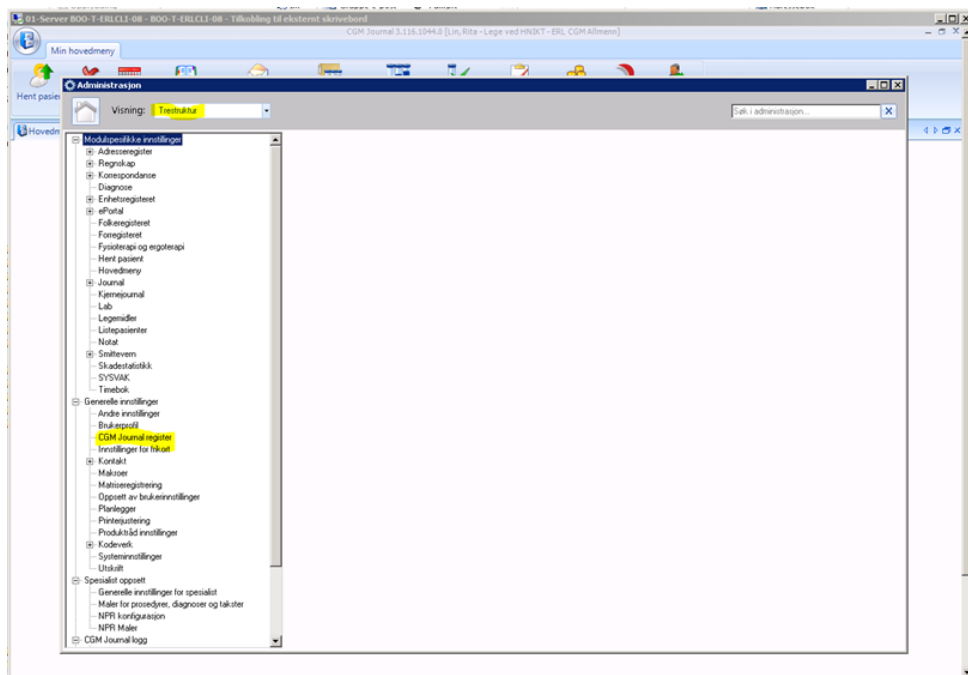 01-Server BOO-T-ERLCLI-08 - BOO-T-ERLCLI-08 - Tilkobling til eksternt skrivebord
CGM Journal 3.116.1044.0 [Lin, Rita - Lege ved HNIKT - ERL CGM Allmenn]
Min hovedmeny
Hent pasie
Administrasjon
Visning: Trestruktur
Søk i administrasjon...
Hovedm
Modulspesifikke innstillinger
Adresseregister
Regnskap
Korrespondanse
Diagnose
Enhetsregisteret
ePortal
Folkeregisteret
Forregisteret
Fysioterapi og ergoterapi
Hent pasient
Hovedmeny
Journal
Kjernejournal
Lab
Legemidler
Listepasienter
Notat
Smittevern
Skadestatistikk
SYSVAK
Timebok
Generelle innstillinger
Andre innstillinger
Brukerprofil
CGM Journal register
Innstillinger for frikort
Kontakt
Makroer
Matriseregistrering
Oppsett av brukerinnstillinger
Planlegger
Printerjustering
Produktråd innstillinger
Kodeverk
Systeminnstillinger
Utskrift
Spesialist oppsett
Generelle innstillinger for spesialist
Maler for prosedyrer, diagnoser og takster
NPR konfigurasjon
NPR Maler
CGM Journal logg